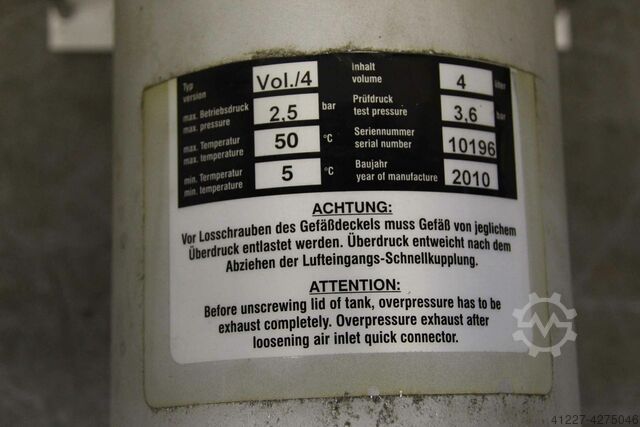 Typ version Vol./4 inhalt volume 4 liter
max. Betriebsdruck max. pressure 2,5 bar Prüfdruck test pressure 3,6 bar
max. Temperatur max. temperature 50 °C Seriennummer serial number 10196
min. Termperatur min. temperature 5 °C Baujahr year of manufacture 2010
ACHTUNG:
Vor Losschrauben des Gefäßdeckels muss Gefäß von jeglichem
Überdruck entlastet werden. Überdruck entweicht nach dem
Abziehen der Lufteingangs-Schnellkupplung.
ATTENTION:
Before unscrewing lid of tank, overpressure has to be
exhaust completely. Overpressure exhaust after
loosening air inlet quick connector.
41227-4275046